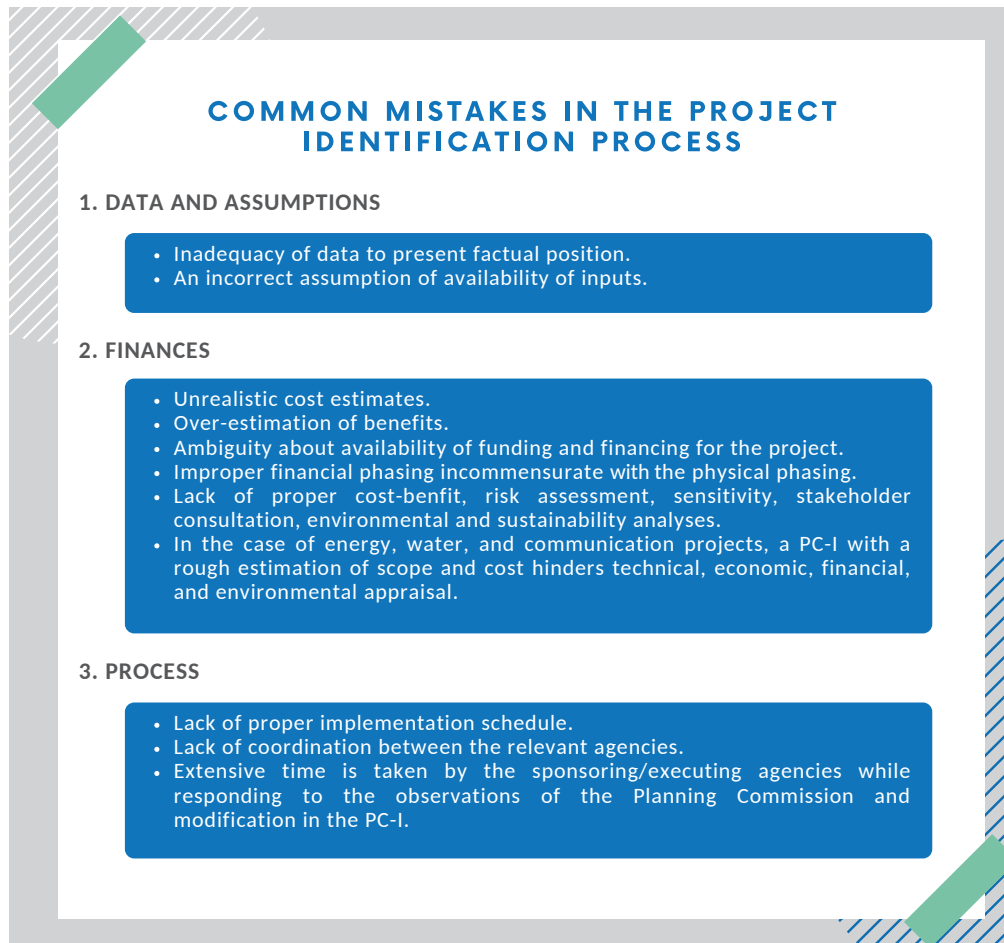 COMMON MISTAKES IN THE PROJECT
IDENTIFICATION PROCESS
1. DATA AND ASSUMPTIONS
• Inadequacy of data to present factual position.
• An incorrect assumption of availability of inputs.
2. FINANCES
• Unrealistic cost estimates.
• Over-estimation of benefits.
• Ambiguity about availability of funding and financing for the project.
• Improper financial phasing incommensurate with the physical phasing.
• Lack of proper cost-benfit, risk assessment, sensitivity, stakeholder
consultation, environmental and sustainability analyses.
• In the case of energy, water, and communication projects, a PC-I with a
rough estimation of scope and cost hinders technical, economic, financial,
and environmental appraisal.
3. PROCESS
• Lack of proper implementation schedule.
• Lack of coordination between the relevant agencies.
• Extensive time is taken by the sponsoring/executing agencies while
responding to the observations of the Planning Commission and
modification in the PC-I.